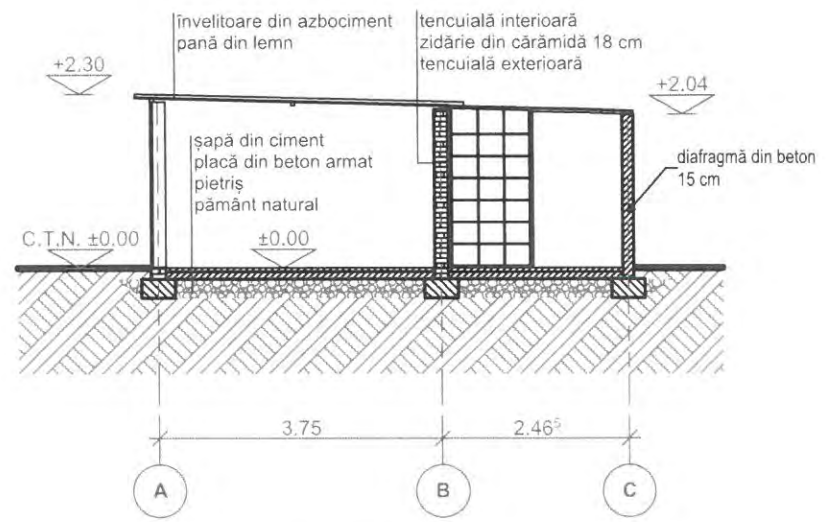 învelitoare din azbociment
pană din lemn
tencuială interioară
zidărie din cărămidă 18 cm
tencuială exterioară
+2.30
+2.04
șapă din ciment
placă din beton armat
pietriș
pământ natural
diafragmă din beton
15 cm
C.T.N. ±0.00
±0.00
3.75
2.46⁵
A
B
C